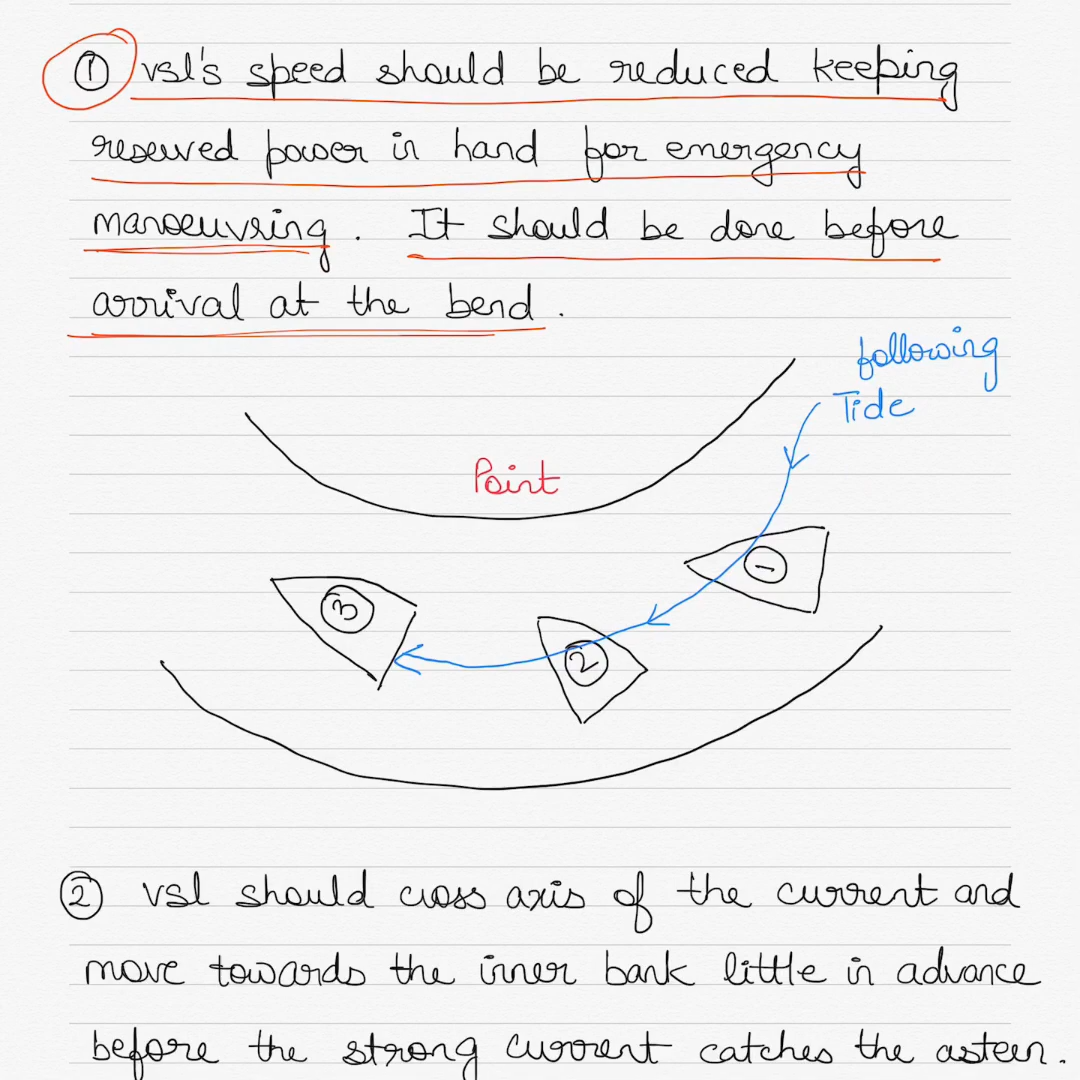 ① vsl's speed should be reduced keeping
reserved power in hand for emergency
manoeuvring. It should be done before
arrival at the bend.
following
Tide
Point
1
3
2
② vsl should cross axis of the current and
move towards the inner bank little in advance
before the strong current catches the asteen.